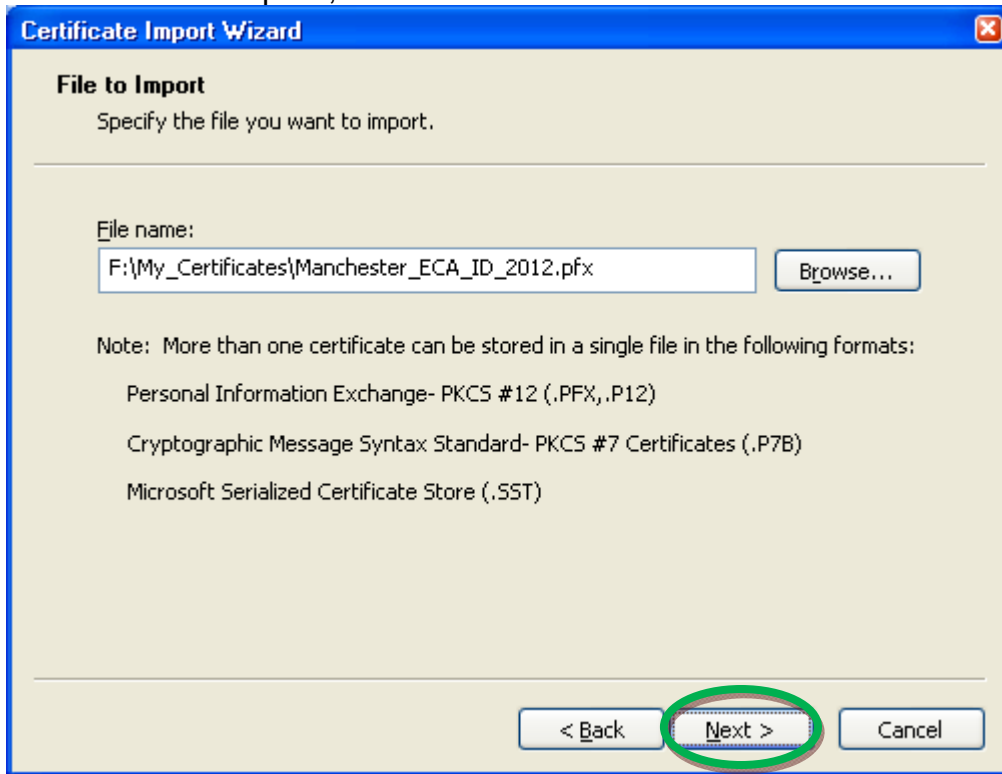 Certificate Import Wizard
File to Import
Specify the file you want to import.
File name:
F:\My_Certificates\Manchester_ECA_ID_2012.pfx
Browse...
Note: More than one certificate can be stored in a single file in the following formats:
Personal Information Exchange- PKCS #12 (.PFX,.P12)
Cryptographic Message Syntax Standard- PKCS #7 Certificates (.P7B)
Microsoft Serialized Certificate Store (.SST)
< Back Next > Cancel